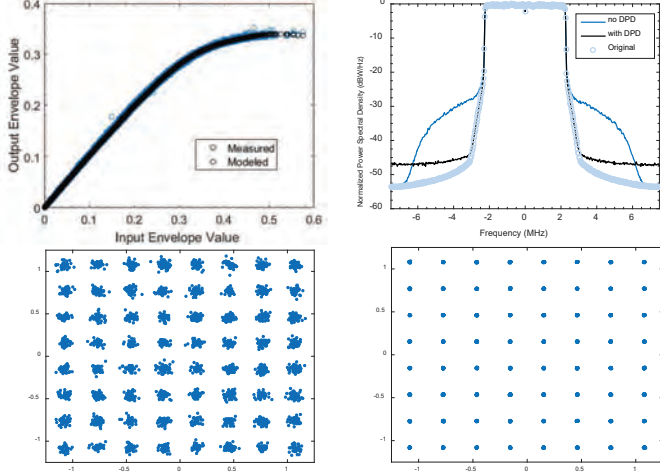 0.4
0.3
0.2
0.1
0
0 0.1 0.2 0.3 0.4 0.5 0.6
Output Envelope Value
Input Envelope Value
Measured
Modeled
0
-10
-20
-30
-40
-50
-60
-6 -4 -2 0 2 4 6
Normalized Power Spectral Density (dBW/Hz)
Frequency (MHz)
no DPD
with DPD
Original
1
0.5
0
-0.5
-1
-1 -0.5 0 0.5 1
1
0.5
0
-0.5
-1
-1 -0.5 0 0.5 1